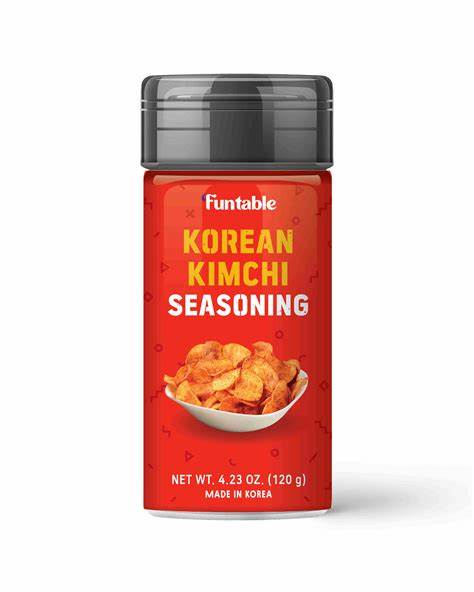 funtable
KOREAN
KIMCHI
SEASONING
NET WT. 4.23 OZ. (120 g)
MADE IN KOREA